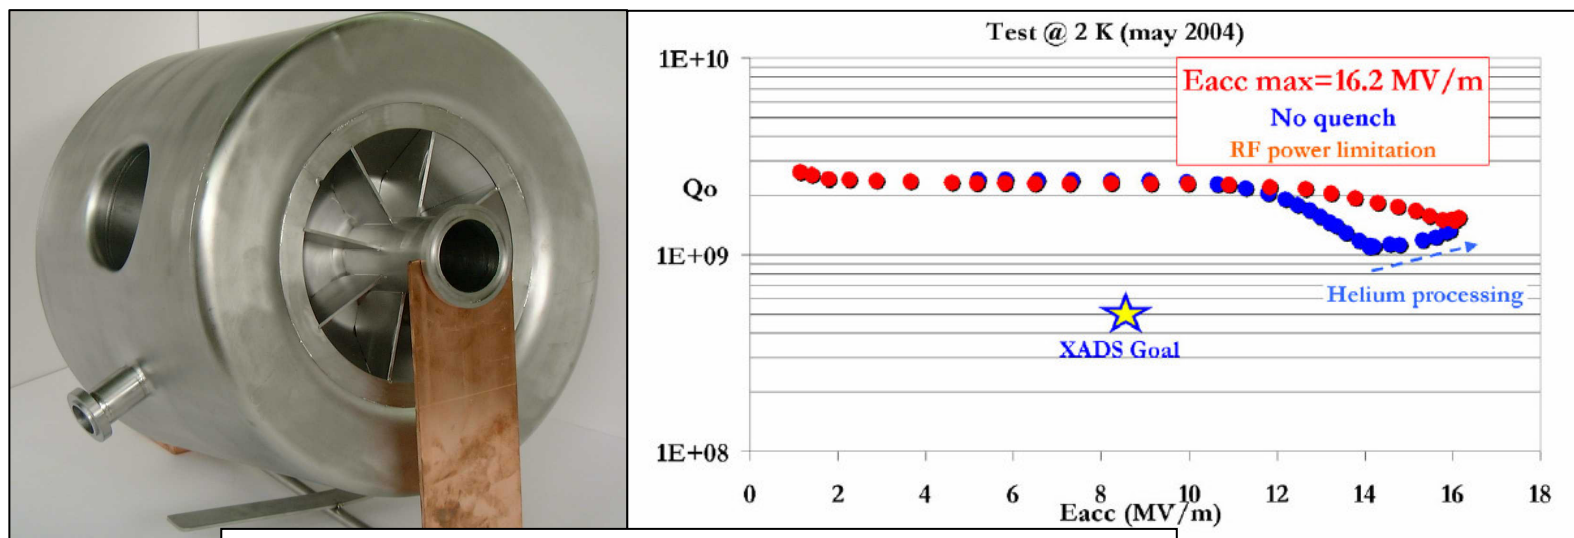 Test @ 2 K (may 2004)
1E+10
Eacc max=16.2 MV/m
No quench
RF power limitation
Qo
1E+09
Helium processing
XADS Goal
1E+08
0 2 4 6 8 10 12 14 16 18
Eacc (MV/m)